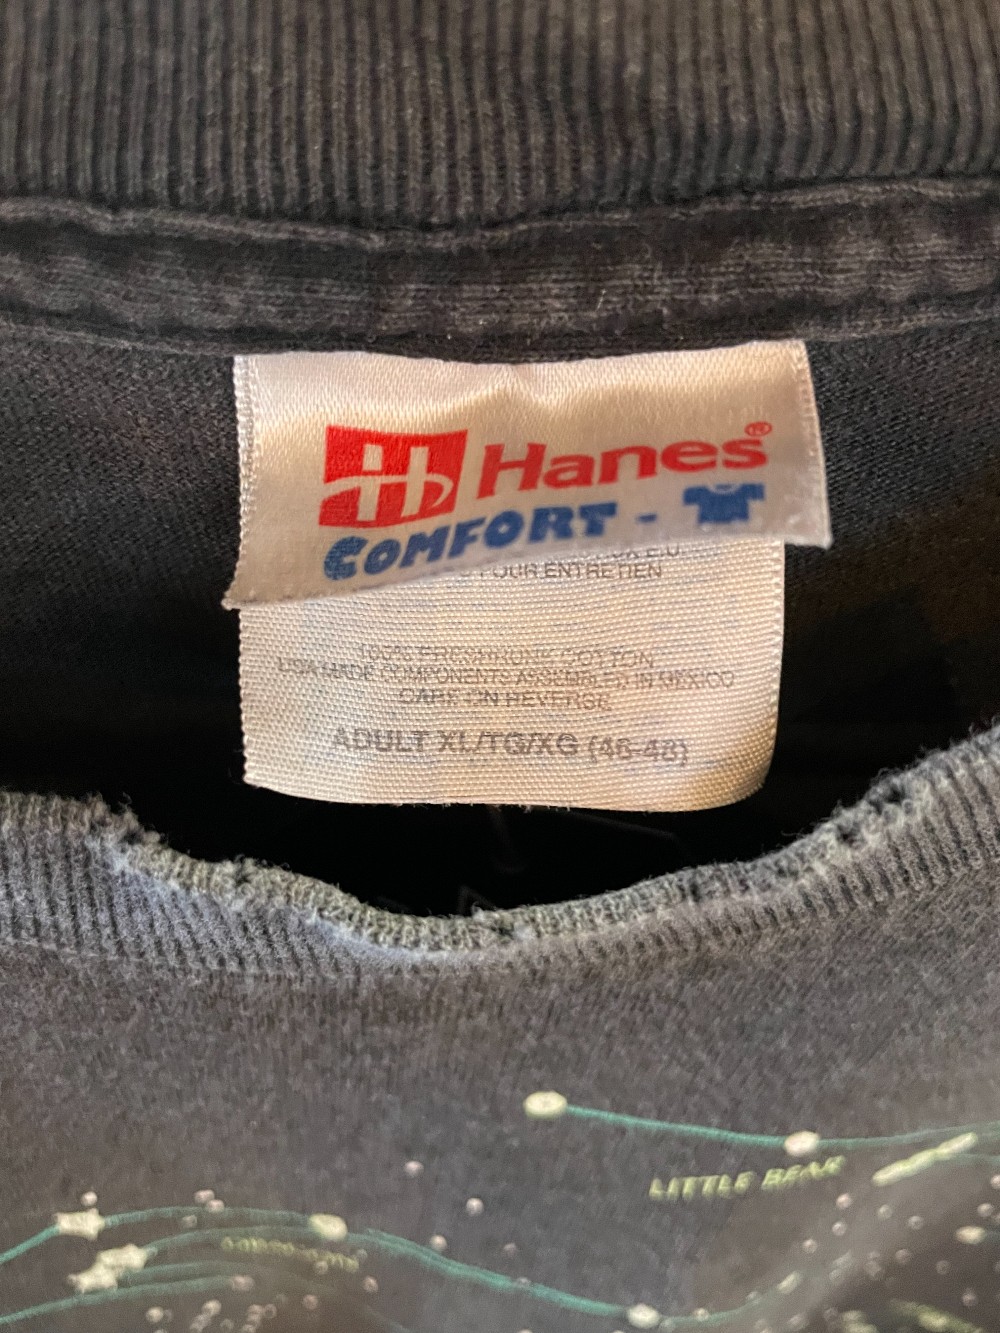 Hanes®
COMFORT -
E.U.
POUR ENTRETIEN
100% PRESHRUNK COTTON
USA MADE COMPONENTS ASSEMBLED IN MEXICO
CARE ON REVERSE
ADULT XL/TG/XG (46-48)
LITTLE BEAR